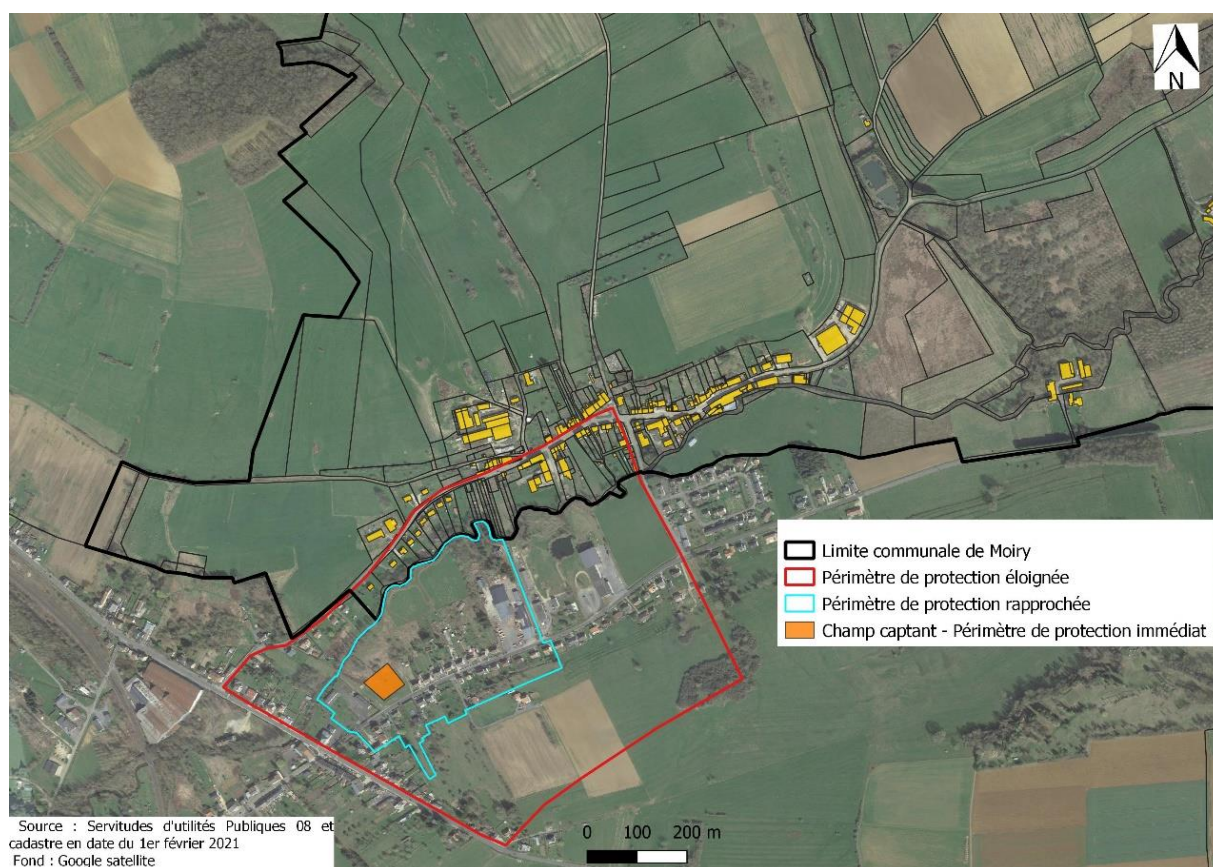 N
Limite communale de Moiry
Périmètre de protection éloignée
Périmètre de protection rapprochée
Champ captant - Périmètre de protection immédiat
0 100 200 m
Source : Servitudes d'utilités Publiques 08 et
cadastre en date du 1er février 2021
Fond : Google satellite